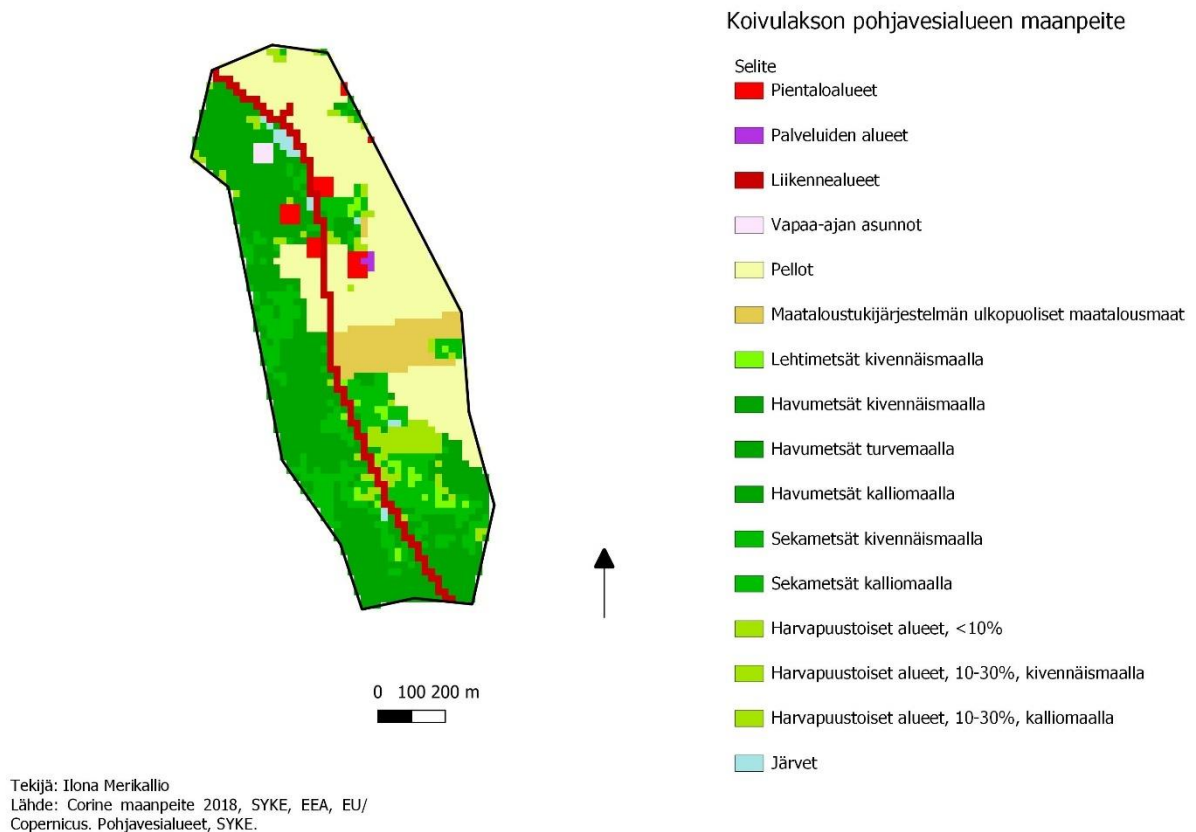 Koivulakson pohjavesialueen maanpeite
Selite
Pientaloalueet
Palveluiden alueet
Liikennealueet
Vapaa-ajan asunnot
Pellot
Maataloustukijärjestelmän ulkopuoliset maatalousmaat
Lehtimetsät kivennäismaalla
Havumetsät kivennäismaalla
Havumetsät turvemaalla
Havumetsät kalliomaalla
Sekametsät kivennäismaalla
Sekametsät kalliomaalla
Harvapuustoiset alueet, <10%
Harvapuustoiset alueet, 10-30%, kivennäismaalla
Harvapuustoiset alueet, 10-30%, kalliomaalla
Järvet
0 100 200 m
Tekijä: Ilona Merikallio
Lähde: Corine maanpeite 2018, SYKE, EEA, EU/
Copernicus. Pohjavesialueet, SYKE.